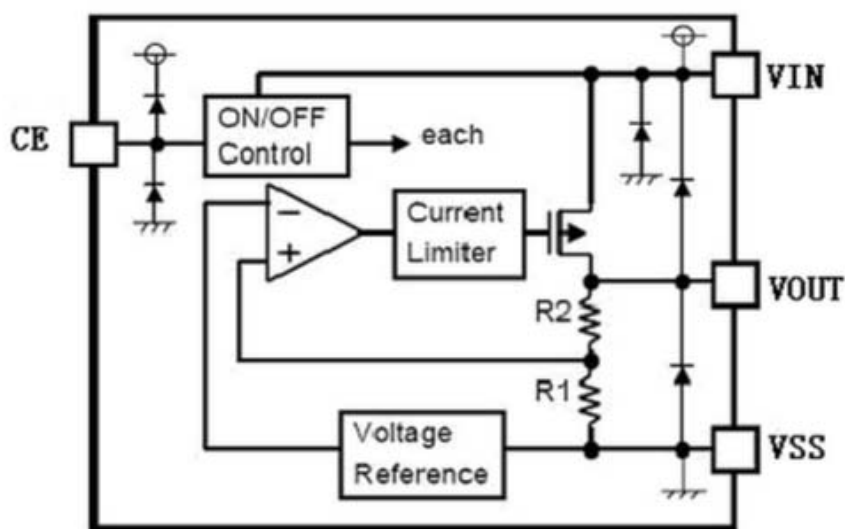 VIN
CE
ON/OFF
Control
each
−
+
Current
Limiter
VOUT
R2
R1
Voltage
Reference
VSS